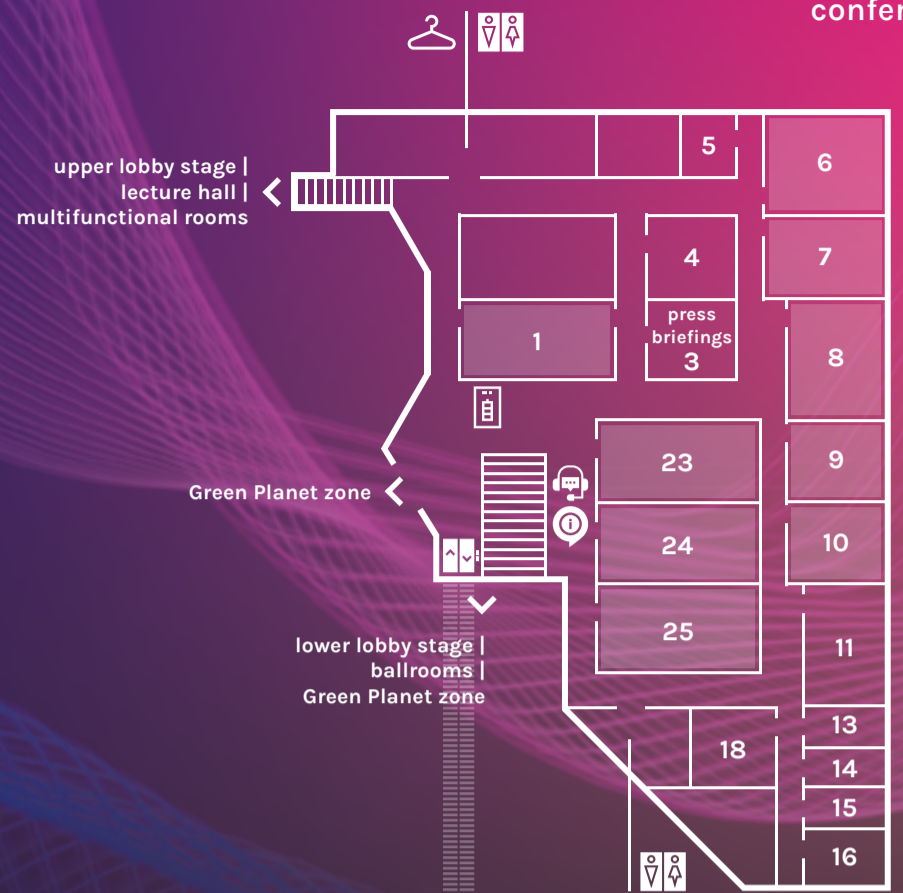 confer
upper lobby stage |
lecture hall |
multifunctional rooms
5
6
7
4
press
briefings
3
1
8
9
10
23
24
25
Green Planet zone
lower lobby stage |
ballrooms |
Green Planet zone
11
13
14
15
16
18